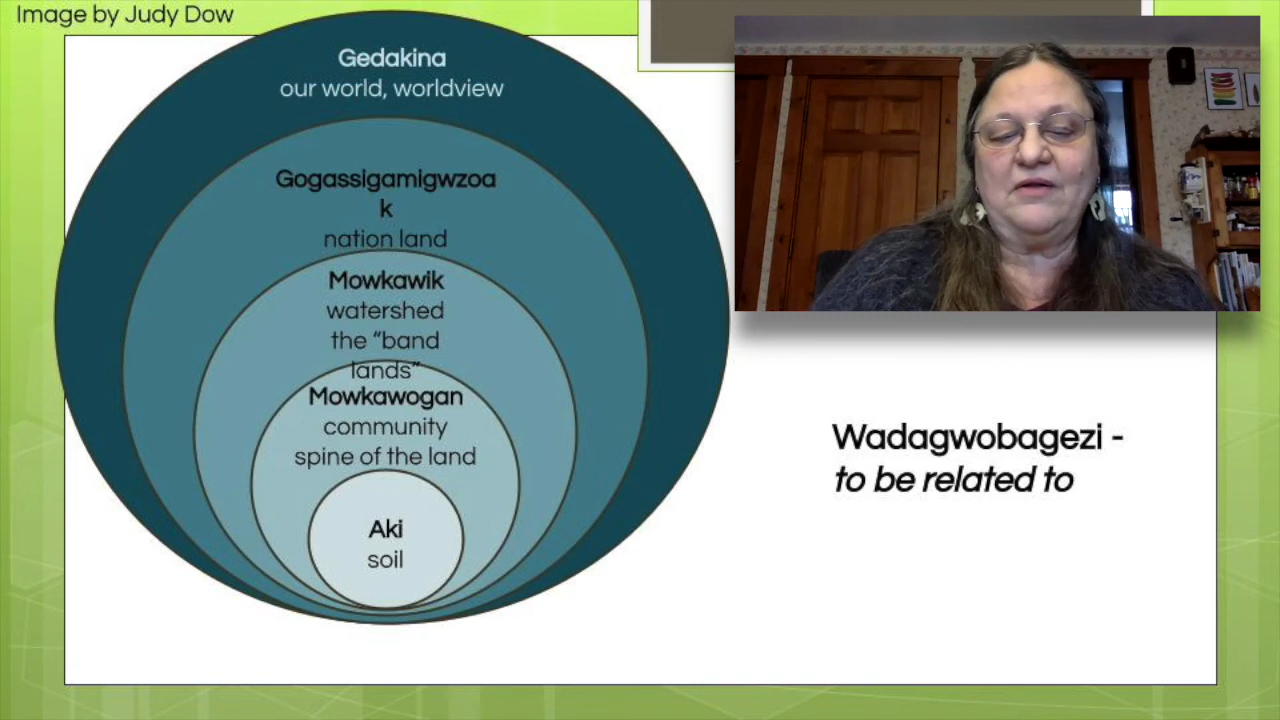 Image by Judy Dow
Gedakina
our world, worldview
Gogassigamigwzoa
k
nation land
Mowkawik
watershed
the “band
lands”
Mowkawogan
community
spine of the land
Aki
soil
Wadagwobagezi -
to be related to